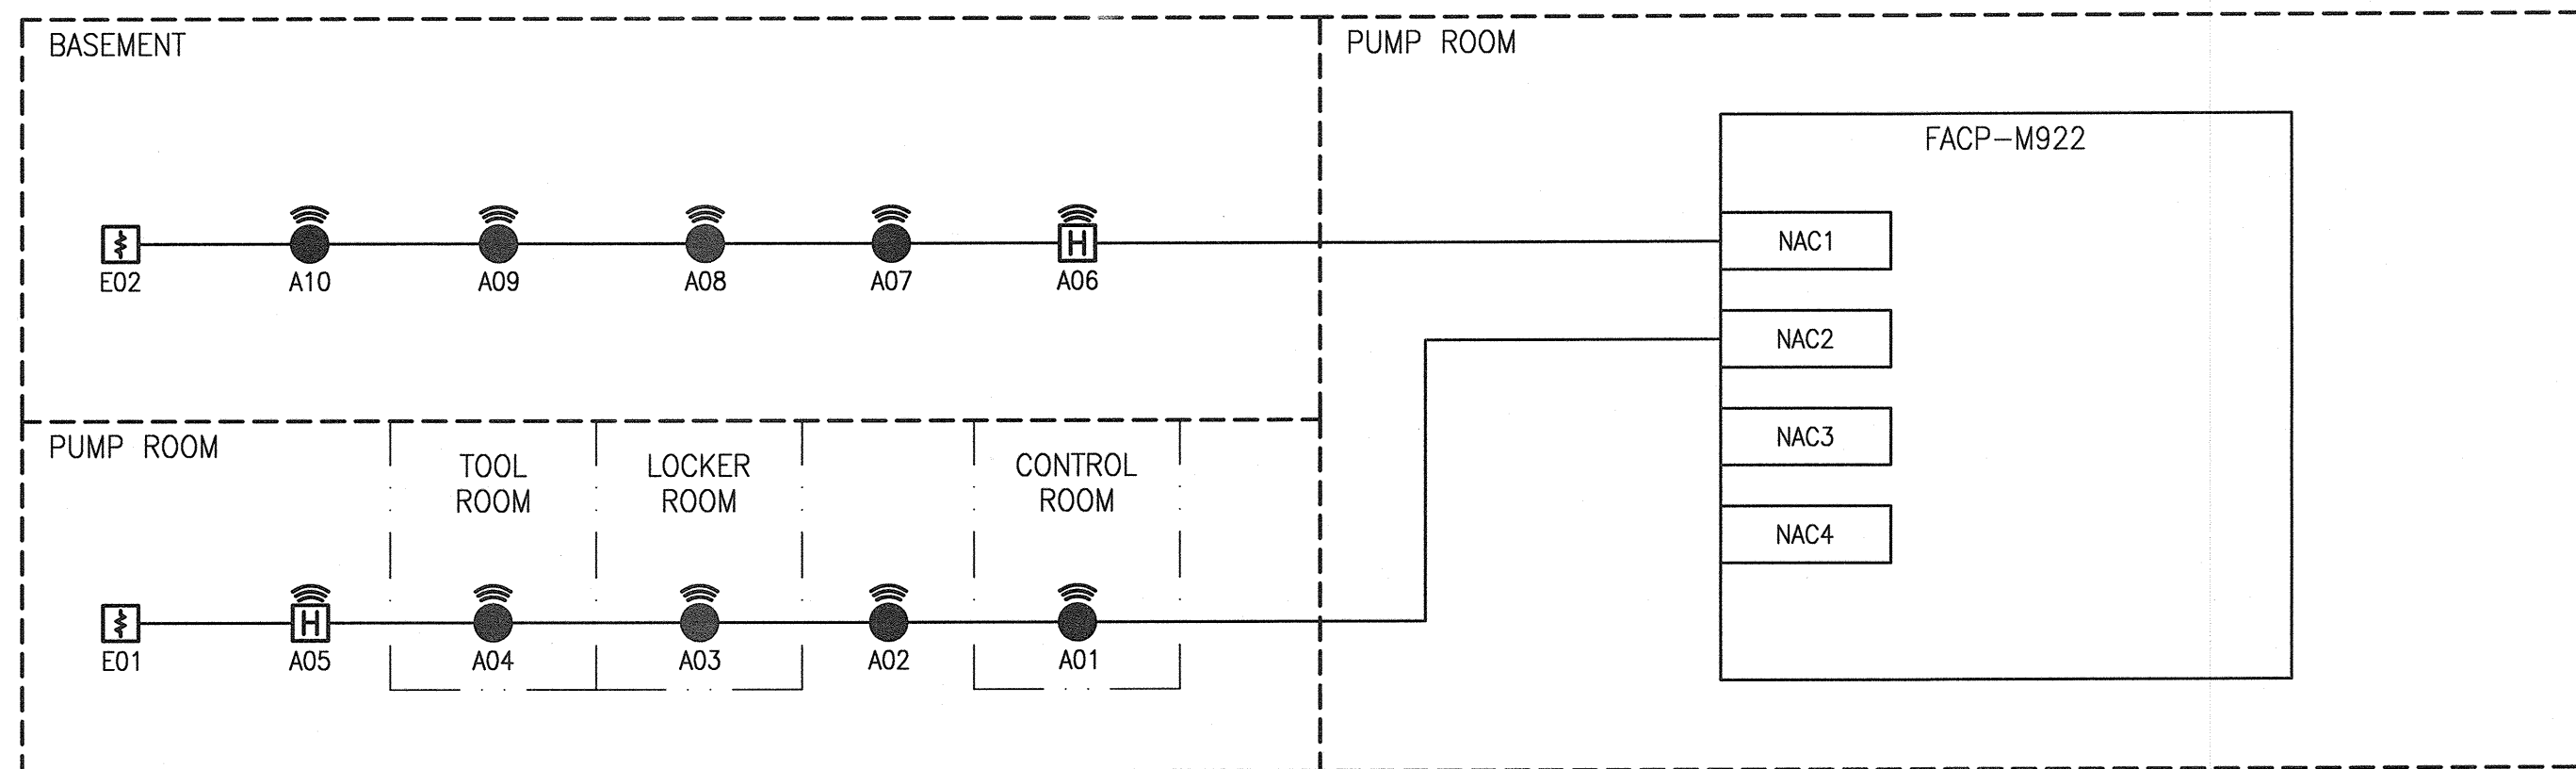 BASEMENT
E02
A10
A09
A08
A07
H
A06
PUMP ROOM
FACP-M922
NAC1
NAC2
NAC3
NAC4
PUMP ROOM
TOOL
ROOM
LOCKER
ROOM
CONTROL
ROOM
E01
H
A05
A04
A03
A02
A01